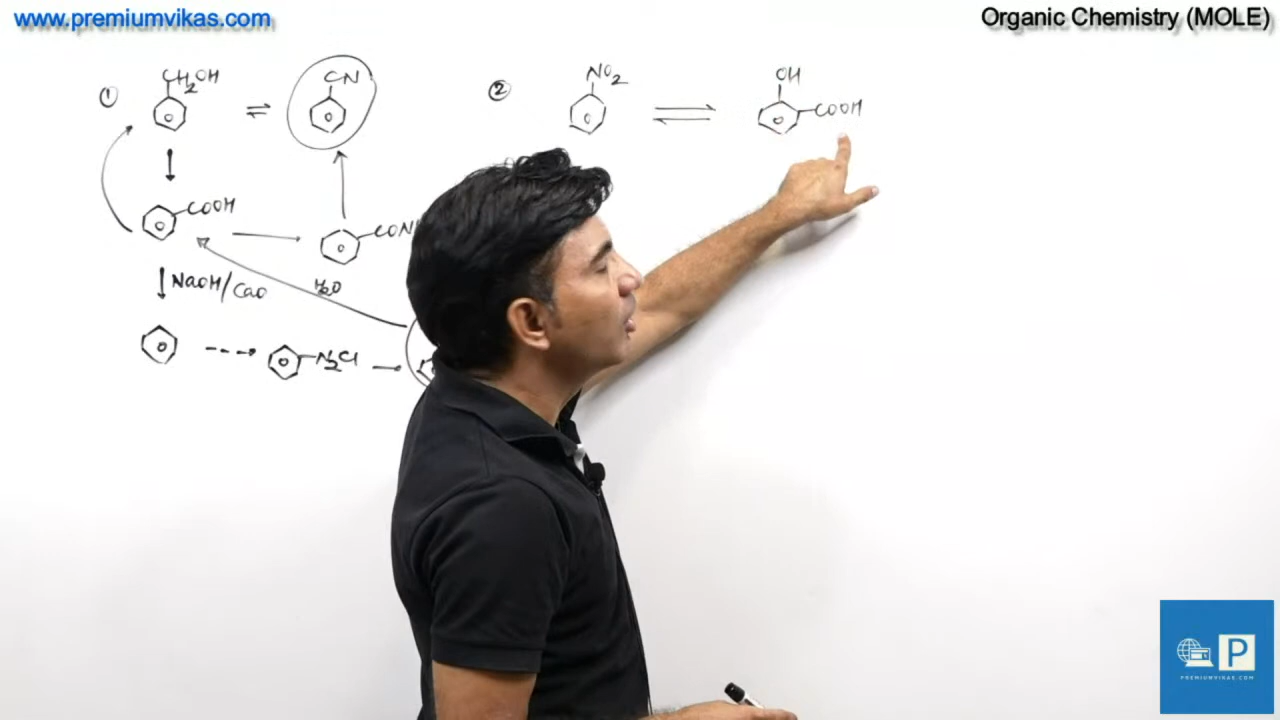 www.premiumvikas.com
Organic Chemistry (MOLE)
① CH2OH ⇌ CN
② NO2 ⇌ OH
COOH
COOH
CON
NaOH/CaO
H2O
N2Cl
P
PREMIUMVIKAS.COM